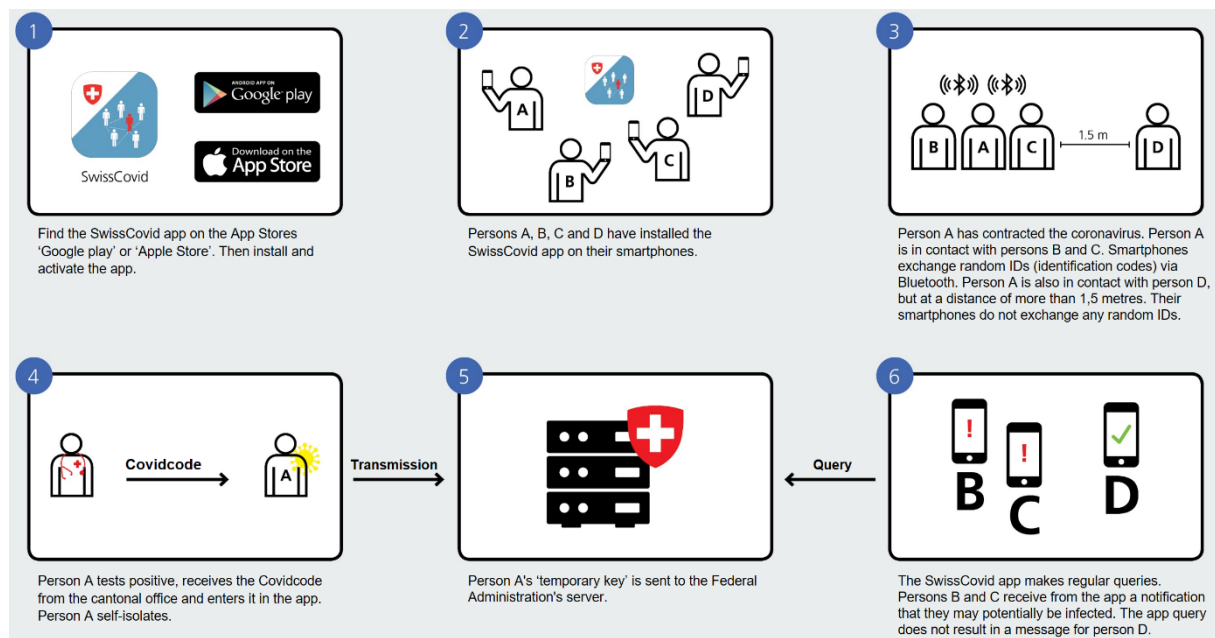 1
ANDROID APP ON
Google play
Download on the
App Store
SwissCovid
Find the SwissCovid app on the App Stores
‘Google play’ or ‘Apple Store’. Then install and
activate the app.
2
A
D
C
B
Persons A, B, C and D have installed the
SwissCovid app on their smartphones.
3
1.5 m
B A C D
Person A has contracted the coronavirus. Person A
is in contact with persons B and C. Smartphones
exchange random IDs (identification codes) via
Bluetooth. Person A is also in contact with person D,
but at a distance of more than 1,5 metres. Their
smartphones do not exchange any random IDs.
4
Covidcode
A
Person A tests positive, receives the Covidcode
from the cantonal office and enters it in the app.
Person A self-isolates.
Transmission
5
Person A's ‘temporary key’ is sent to the Federal
Administration's server.
Query
6
! ! 
B C D
The SwissCovid app makes regular queries.
Persons B and C receive from the app a notification
that they may potentially be infected. The app query
does not result in a message for person D.